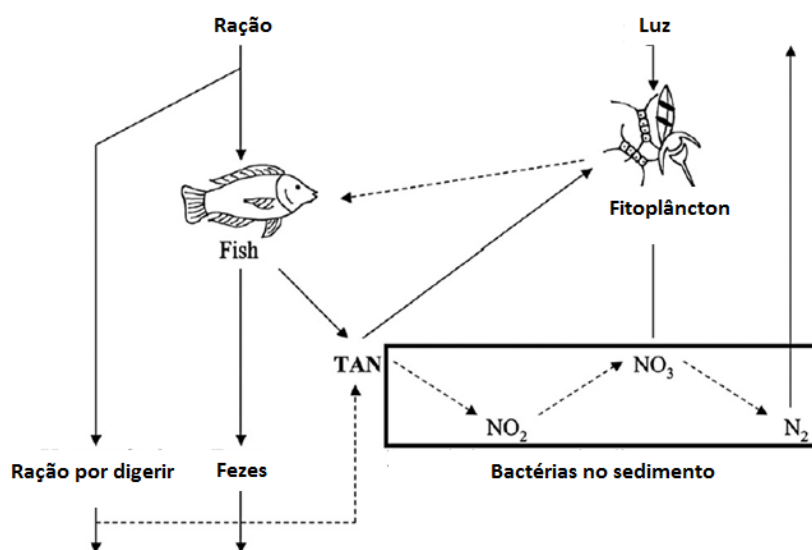 Ração
Luz
Fitoplâncton
Fish
TAN
NO₃
NO₂
N₂
Ração por digerir
Fezes
Bactérias no sedimento